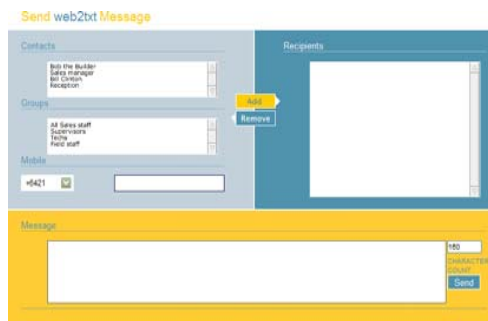 Send web2txt Message
Contacts
Recipients
Bob the Builder
Sales manager
Bill Clinton
Reception
Groups
Add
Remove
All Sales staff
Supervisors
Techs
Field staff
Mobile
+6421
Message
160
CHARACTER
COUNT
Send